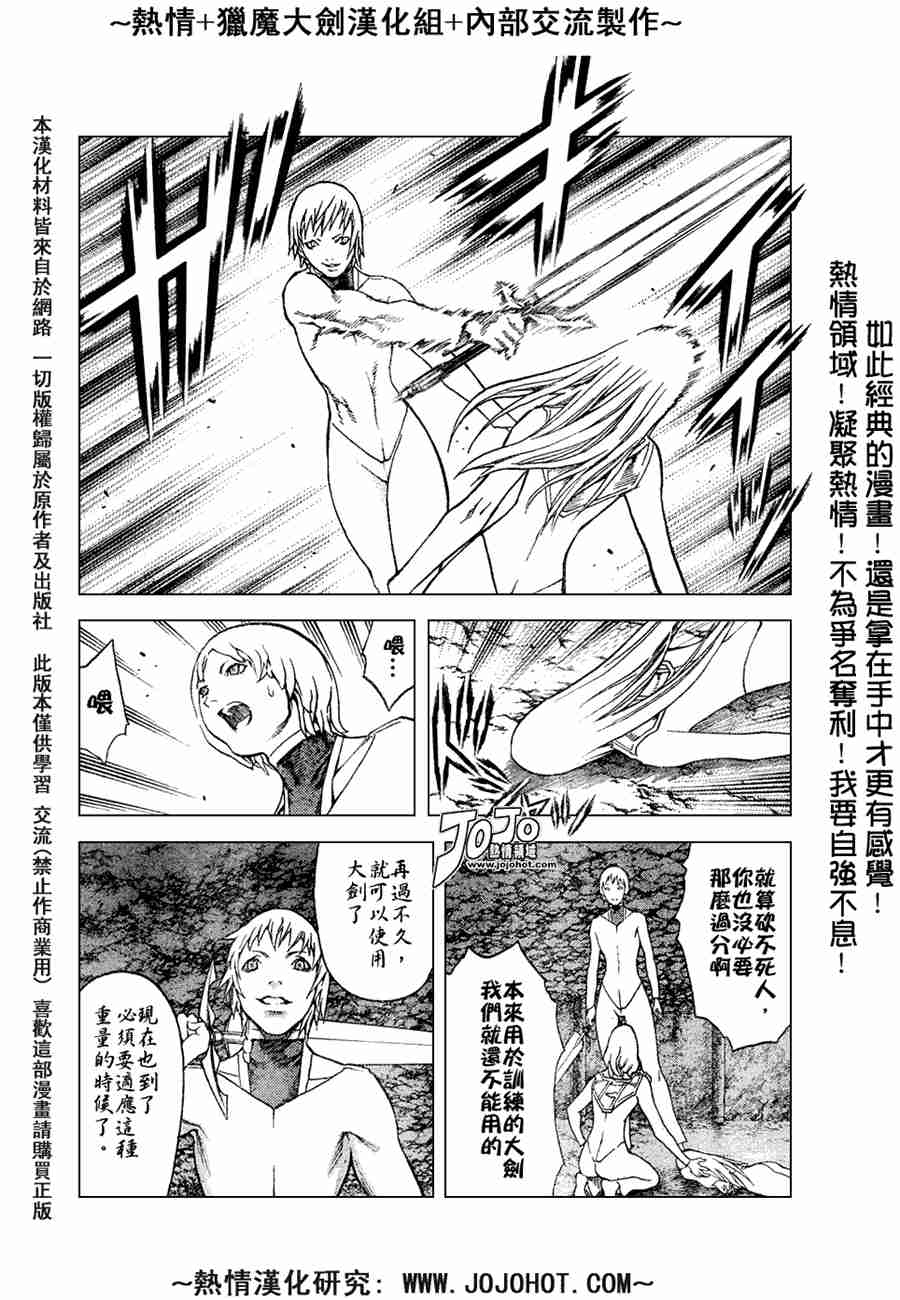 ~熱情+獵魔大劍漢化組+內部交流製作~
如此經典的漫畫！還是拿在手中才更有感覺！
熱情領域！凝聚熱情！不為爭名奪利！我要自強不息！
本漢化材料皆來自於網路 一切版權歸屬於原作者及出版社 此版本僅供學習 交流(禁止作商業用) 喜歡這部漫畫請購買正版
喂…
喂
JOJO
熱情領域
www.jojohot.com
就算砍不死人，
你也沒必要
那麼過分啊
本來用於訓練的大劍
我們就還不能用的
再過不久，
就可以使用
大劍了
現在也到了
必須要適應這種
重量的時候了。
~熱情漢化研究: WWW.JOJOHOT.COM~